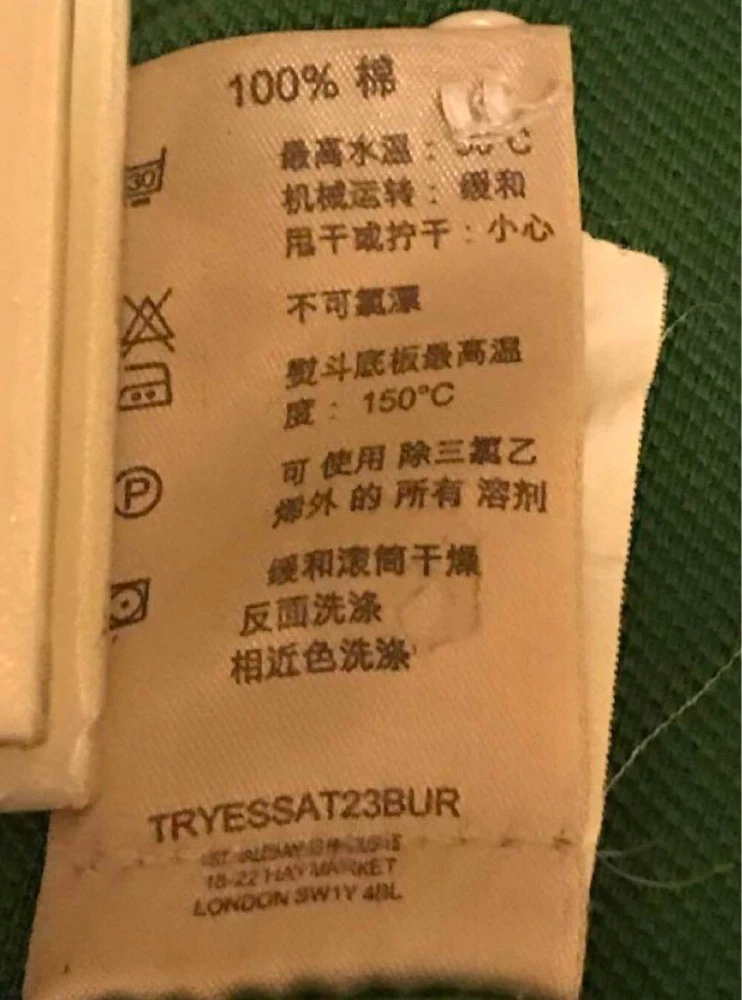 100% 棉
最高水温：30°C
30
机械运转：缓和
甩干或拧干：小心
不可氯漂
熨斗底板最高温
度：150°C
P
可 使用 除三氯乙
烯外 的 所有 溶剂
缓和滚筒干燥
反面洗涤
相近色洗涤
TRYESSAT23BUR
18-22 HAYMARKET
LONDON SW1Y 4BL